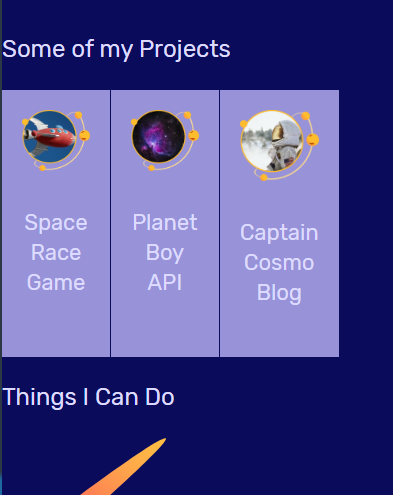 Some of my Projects
Space
Race
Game
Planet
Boy
API
Captain
Cosmo
Blog
Things I Can Do